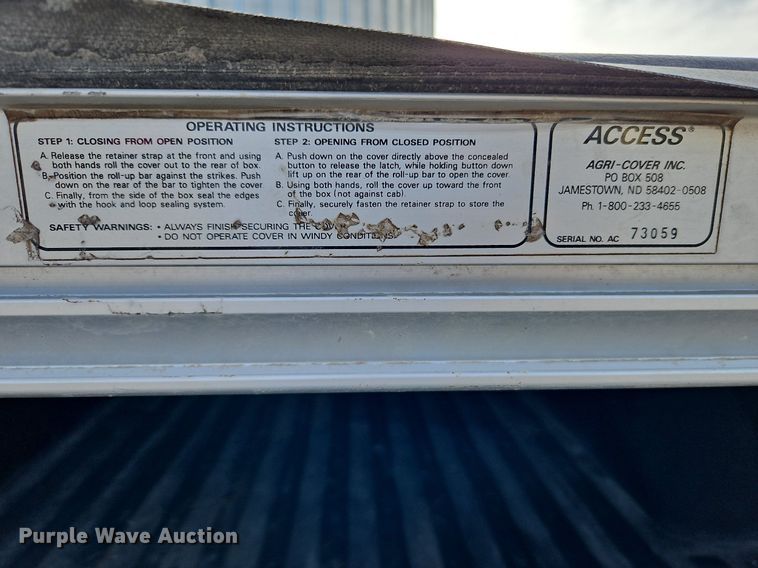 OPERATING INSTRUCTIONS
STEP 1: CLOSING FROM OPEN POSITION
A. Release the retainer strap at the front and using
both hands roll the cover out to the rear of box.
B. Position the roll-up bar against the strikes. Push
down on the rear of the bar to tighten the cover
C. Finally, from the side of the box seal the edges
with the hook and loop sealing system.
STEP 2: OPENING FROM CLOSED POSITION
A. Push down on the cover directly above the concealed
button to release the latch, while holding button down
lift up on the rear of the roll-up bar to open the cover.
B. Using both hands, roll the cover up toward the front
of the box (not against cab).
C. Finally, securely fasten the retainer strap to store the
cover.
SAFETY WARNINGS: • ALWAYS FINISH SECURING THE COVER
• DO NOT OPERATE COVER IN WINDY CONDITIONS.
ACCESS®
AGRI-COVER INC.
PO BOX 508
JAMESTOWN, ND 58402-0508
Ph. 1-800-233-4655
SERIAL NO. AC 73059
Purple Wave Auction